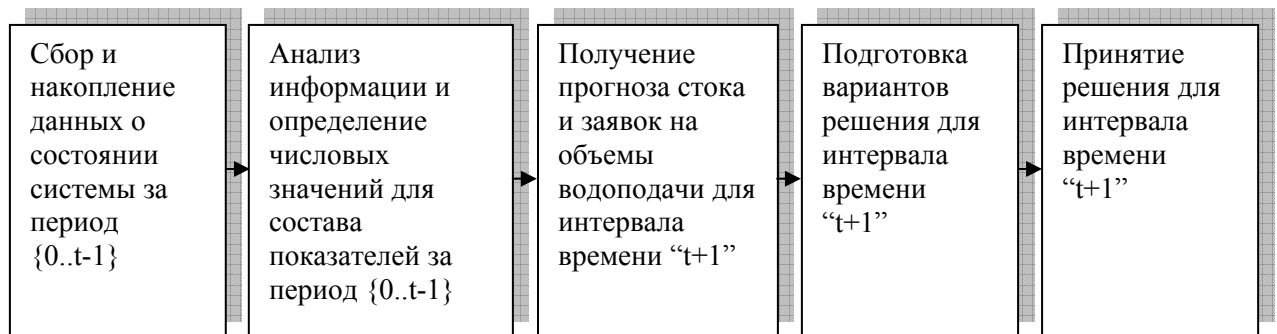 Сбор и
накопление
данных о
состоянии
системы за
период
{0..t-1}
Анализ
информации и
определение
числовых
значений для
состава
показателей за
период {0..t-1}
Получение
прогноза стока
и заявок на
объемы
водоподачи для
интервала
времени “t+1”
Подготовка
вариантов
решения для
интервала
времени
“t+1”
Принятие
решения для
интервала
времени
“t+1”